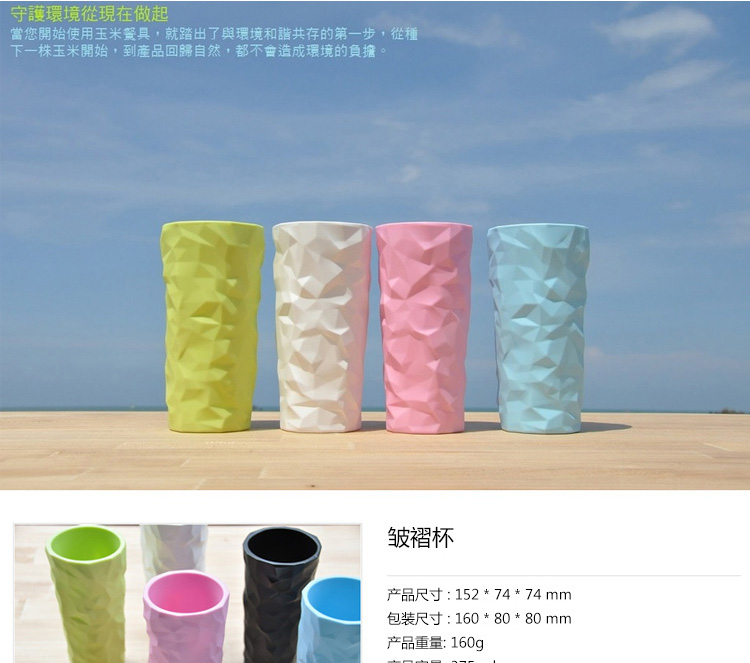 守護環境從現在做起
當您開始使用玉米餐具，就踏出了與環境和諧共存的第一步，從種
下一株玉米開始，到產品回歸自然，都不會造成環境的負擔。
皱褶杯
产品尺寸 : 152 * 74 * 74 mm
包装尺寸 : 160 * 80 * 80 mm
产品重量: 160g